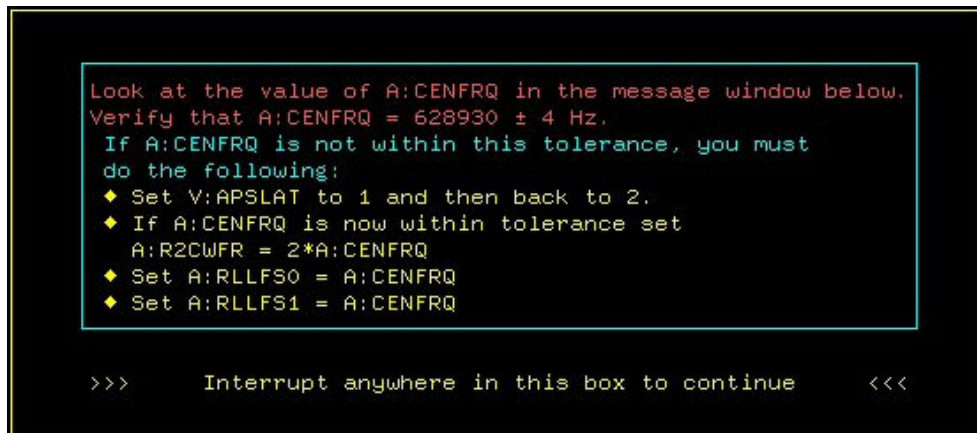 Look at the value of A:CENFRQ in the message window below.
Verify that A:CENFRQ = 628930 ± 4 Hz.
If A:CENFRQ is not within this tolerance, you must
do the following:
◆ Set V:APSLAT to 1 and then back to 2.
◆ If A:CENFRQ is now within tolerance set
A:R2CWFR = 2*A:CENFRQ
◆ Set A:RLLFS0 = A:CENFRQ
◆ Set A:RLLFS1 = A:CENFRQ
>>> Interrupt anywhere in this box to continue <<<